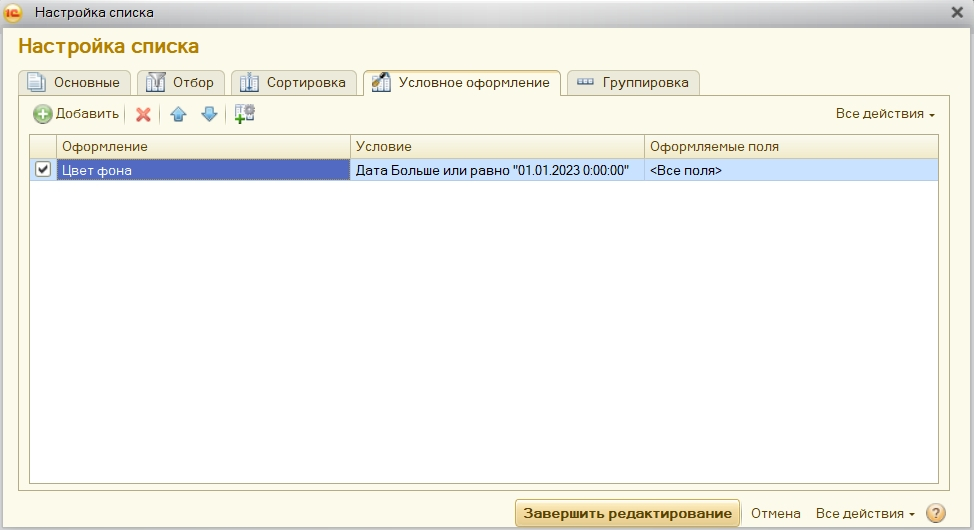 1С Настройка списка
Настройка списка
Основные Отбор Сортировка Условное оформление Группировка
Добавить Все действия
Оформление Условие Оформляемые поля
Цвет фона Дата Больше или равно "01.01.2023 0:00:00" <Все поля>
Завершить редактирование Отмена Все действия ?